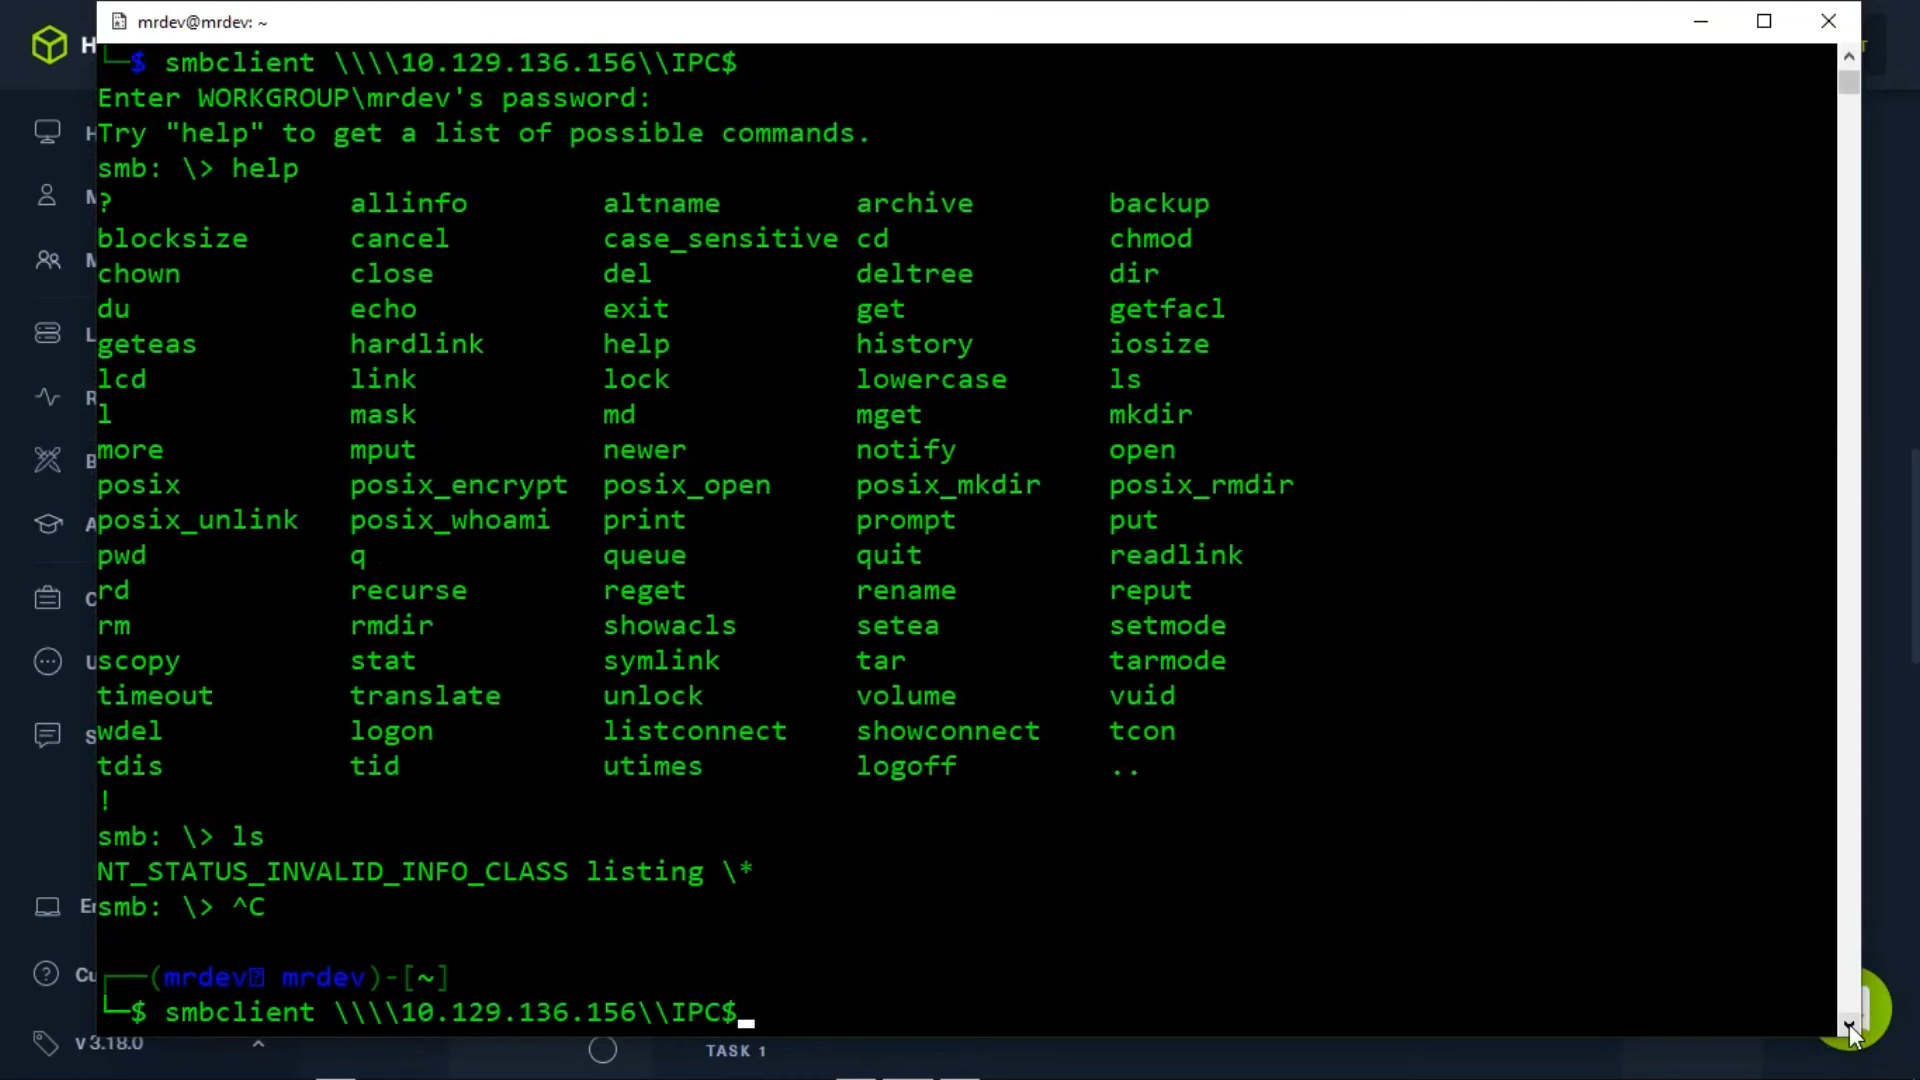 mrdev@mrdev: ~
$ smbclient \\\\10.129.136.156\\IPC$
Enter WORKGROUP\mrdev's password:
Try "help" to get a list of possible commands.
smb: \> help
? allinfo altname archive backup
blocksize cancel case_sensitive cd chmod
chown close del deltree dir
du echo exit get getfacl
geteas hardlink help history iosize
lcd link lock lowercase ls
l mask md mget mkdir
more mput newer notify open
posix posix_encrypt posix_open posix_mkdir posix_rmdir
posix_unlink posix_whoami print prompt put
pwd q queue quit readlink
rd recurse reget rename reput
rm rmdir showacls setea setmode
scopy stat symlink tar tarmode
timeout translate unlock volume vuid
wdel logon listconnect showconnect tcon
tdis tid utimes logoff ..
!
smb: \> ls
NT_STATUS_INVALID_INFO_CLASS listing \*
smb: \> ^C
(mrdev mrdev)-[~]
$ smbclient \\\\10.129.136.156\\IPC$
v 3.18.0
TASK 1